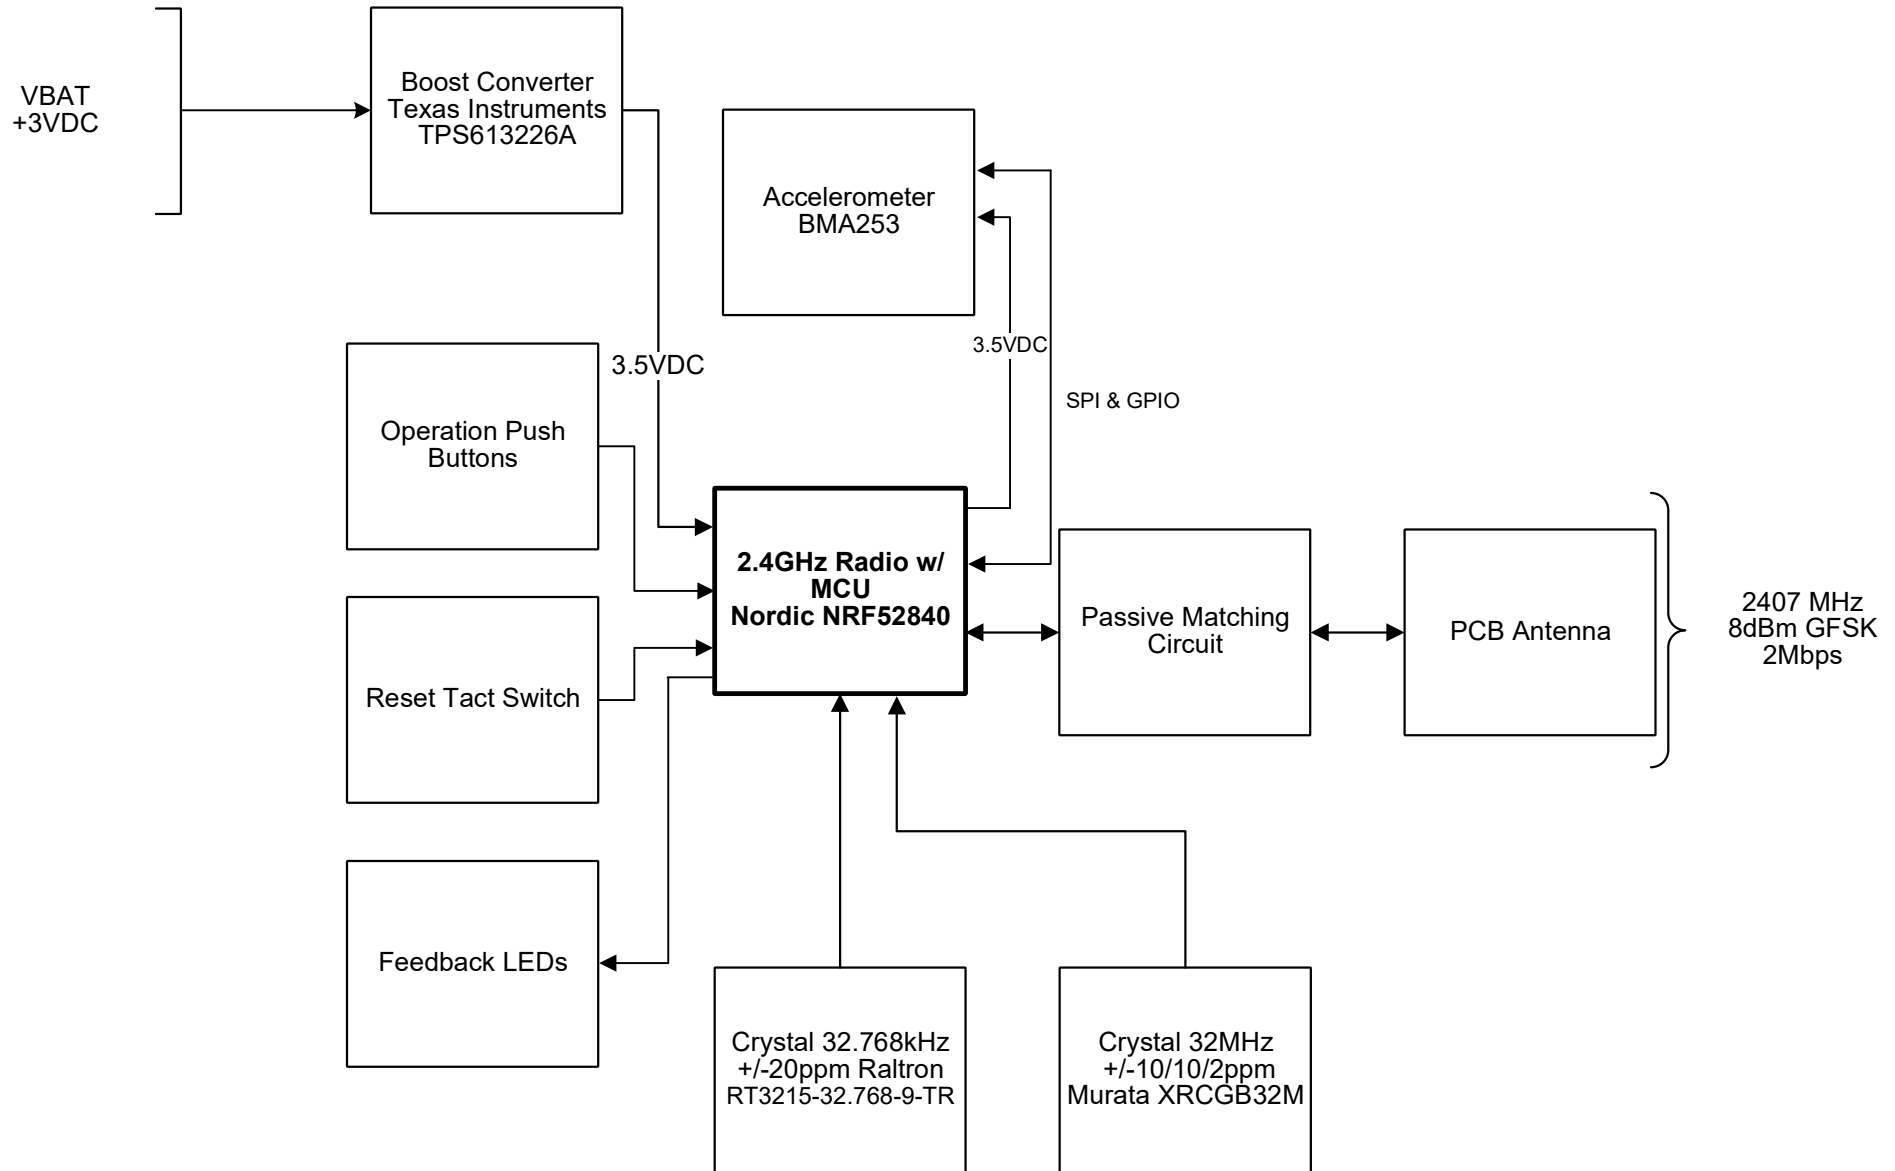 VBAT
+3VDC
Boost Converter
Texas Instruments
TPS613226A
Accelerometer
BMA253
3.5VDC
3.5VDC
SPI & GPIO
Operation Push
Buttons
2.4GHz Radio w/
MCU
Nordic NRF52840
Passive Matching
Circuit
PCB Antenna
2407 MHz
8dBm GFSK
2Mbps
Reset Tact Switch
Feedback LEDs
Crystal 32.768kHz
+/-20ppm Raltron
RT3215-32.768-9-TR
Crystal 32MHz
+/-10/10/2ppm
Murata XRCGB32M